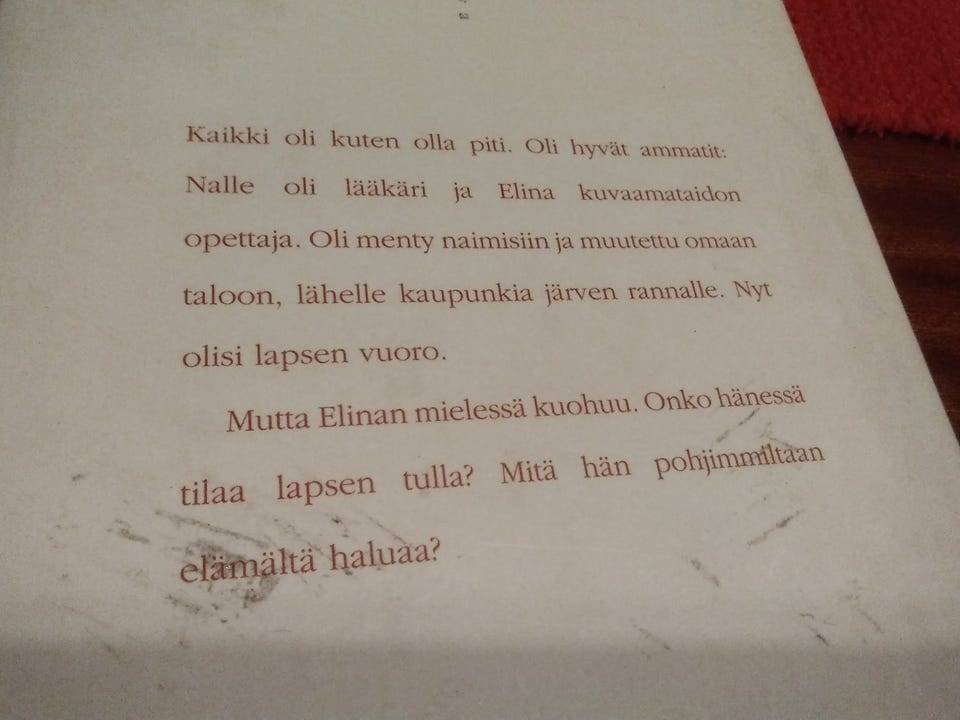 Kaikki oli kuten olla piti. Oli hyvät ammatit:
Nalle oli lääkäri ja Elina kuvaamataidon
opettaja. Oli menty naimisiin ja muutettu omaan
taloon, lähelle kaupunkia järven rannalle. Nyt
olisi lapsen vuoro.
Mutta Elinan mielessä kuohuu. Onko hänessä
tilaa lapsen tulla? Mitä hän pohjimmiltaan
elämältä haluaa?